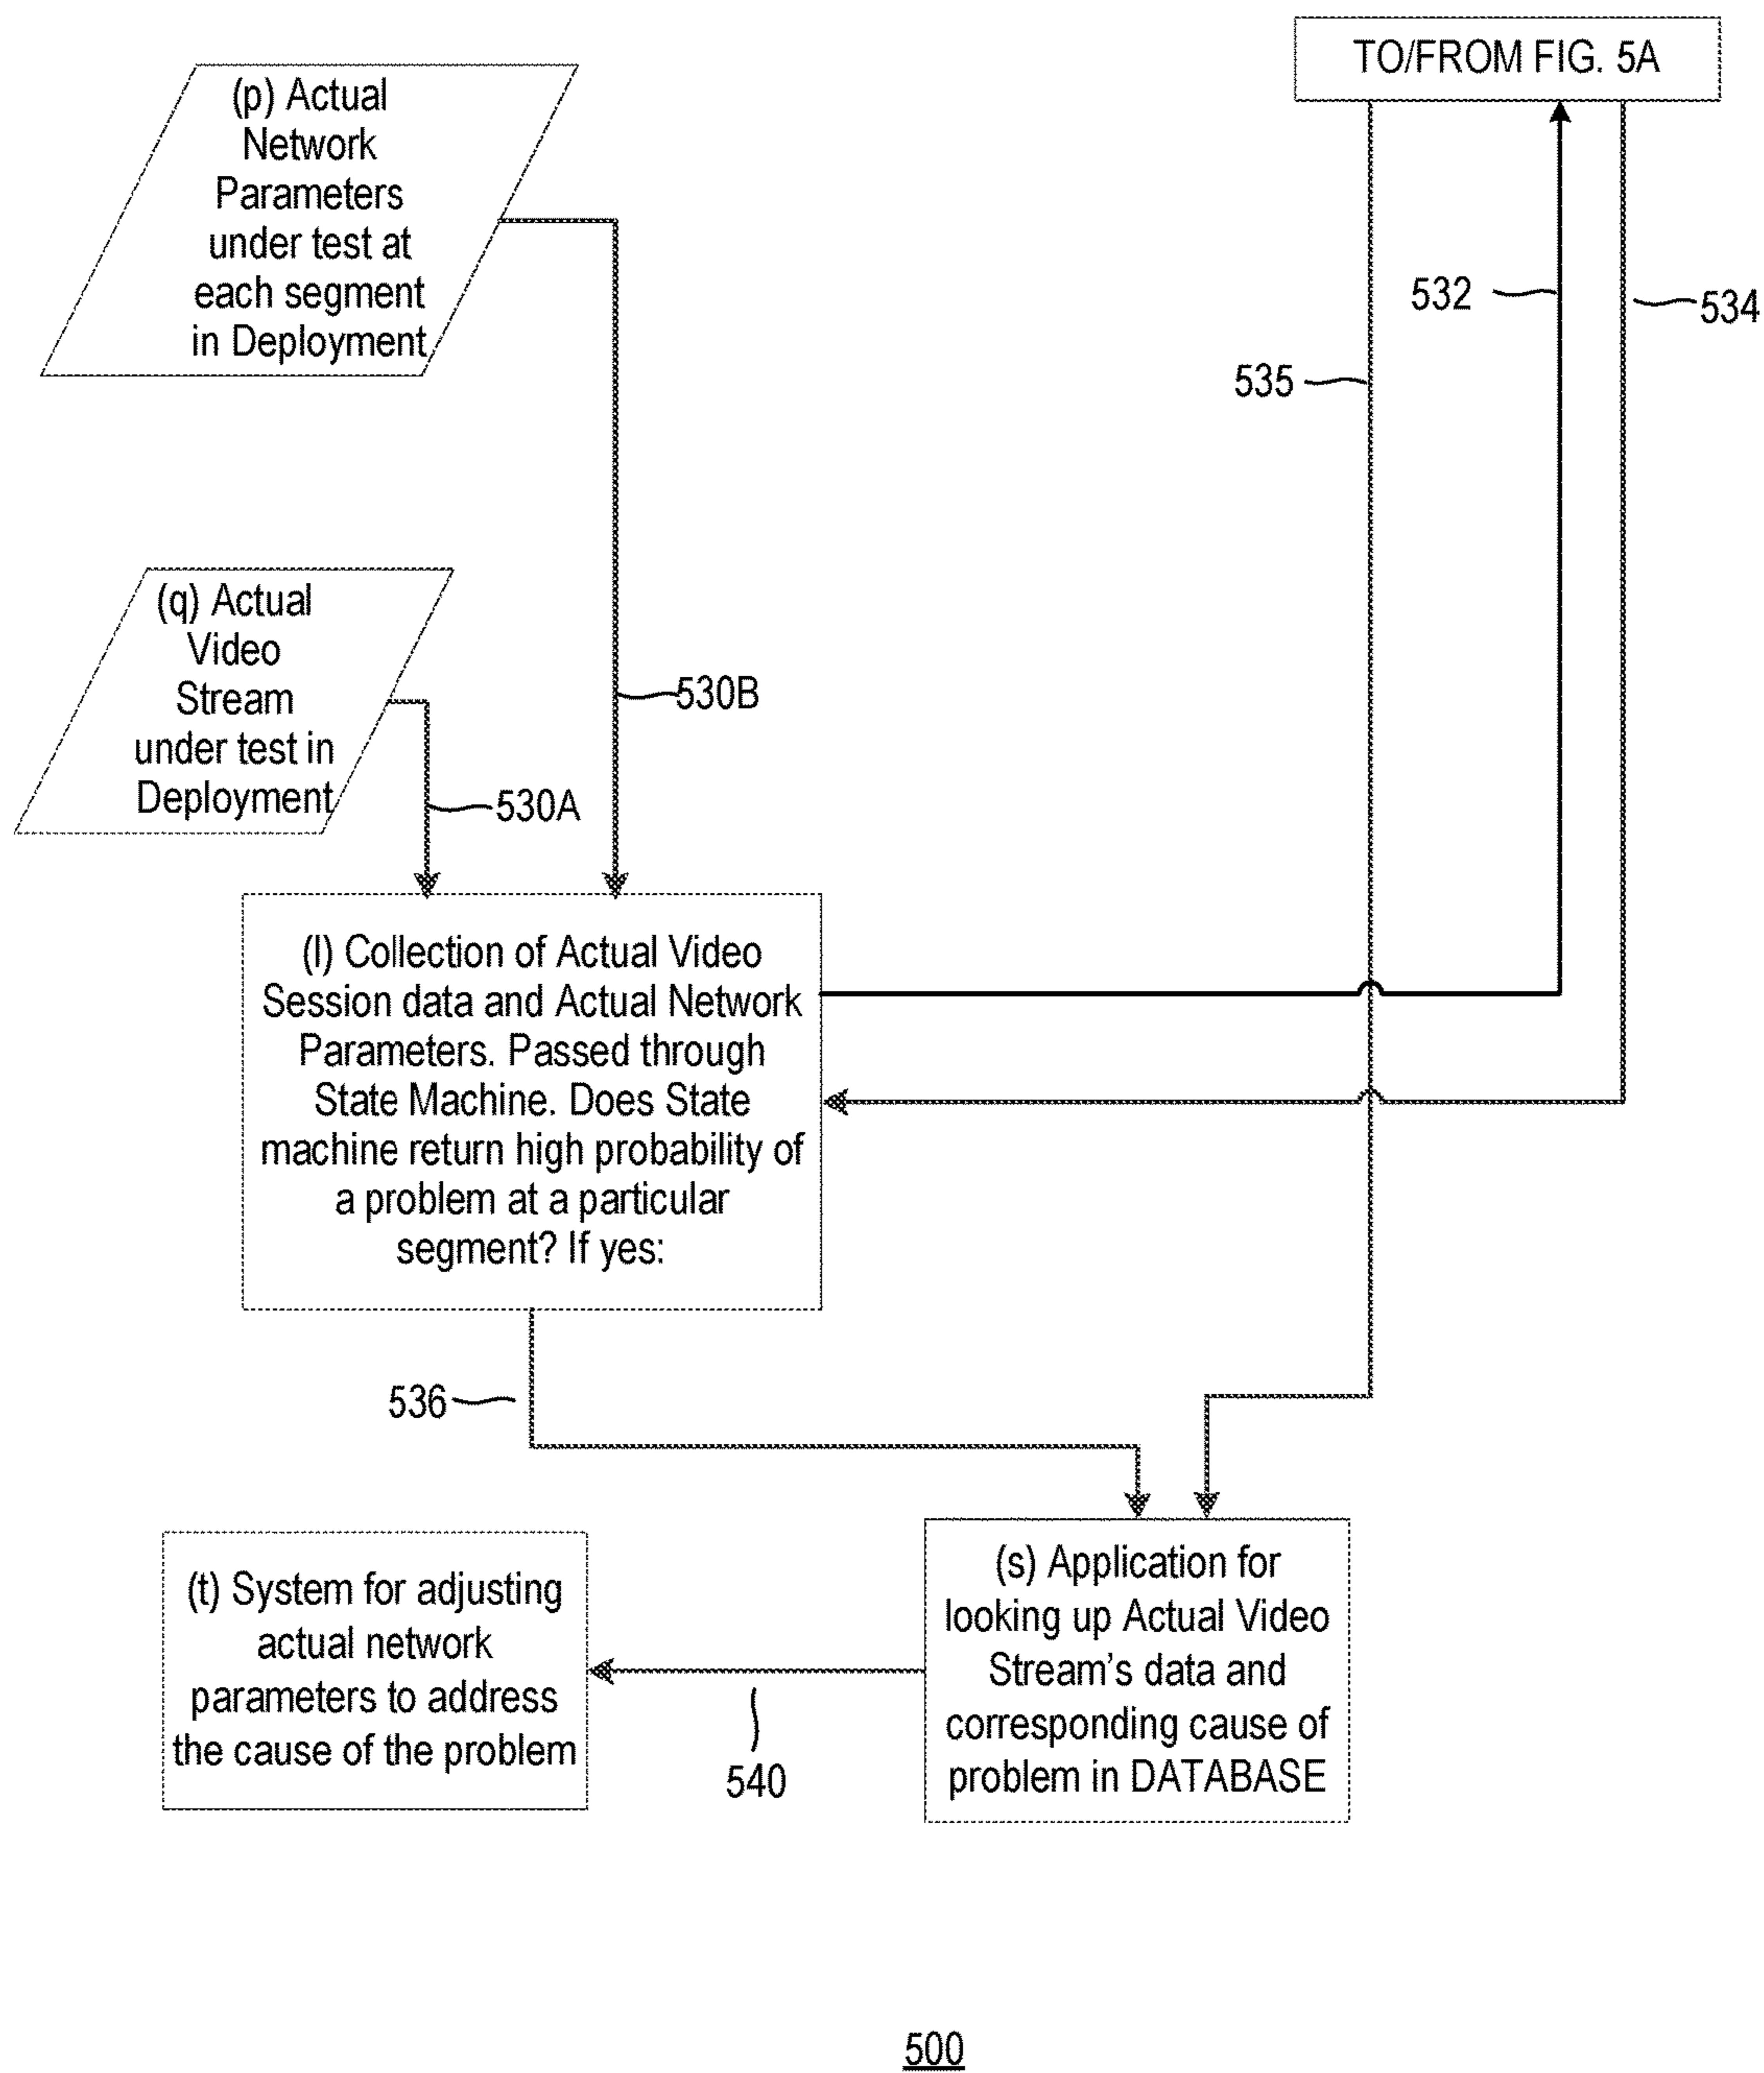 TO/FROM FIG. 5A
(p) Actual
Network
Parameters
under test at
each segment
in Deployment
532
534
535
(q) Actual
Video
Stream
under test in
Deployment
530B
530A
(l) Collection of Actual Video
Session data and Actual Network
Parameters. Passed through
State Machine. Does State
machine return high probability of
a problem at a particular
segment? If yes:
536
(t) System for adjusting
actual network
parameters to address
the cause of the problem
(s) Application for
looking up Actual Video
Stream's data and
corresponding cause of
problem in DATABASE
540
500